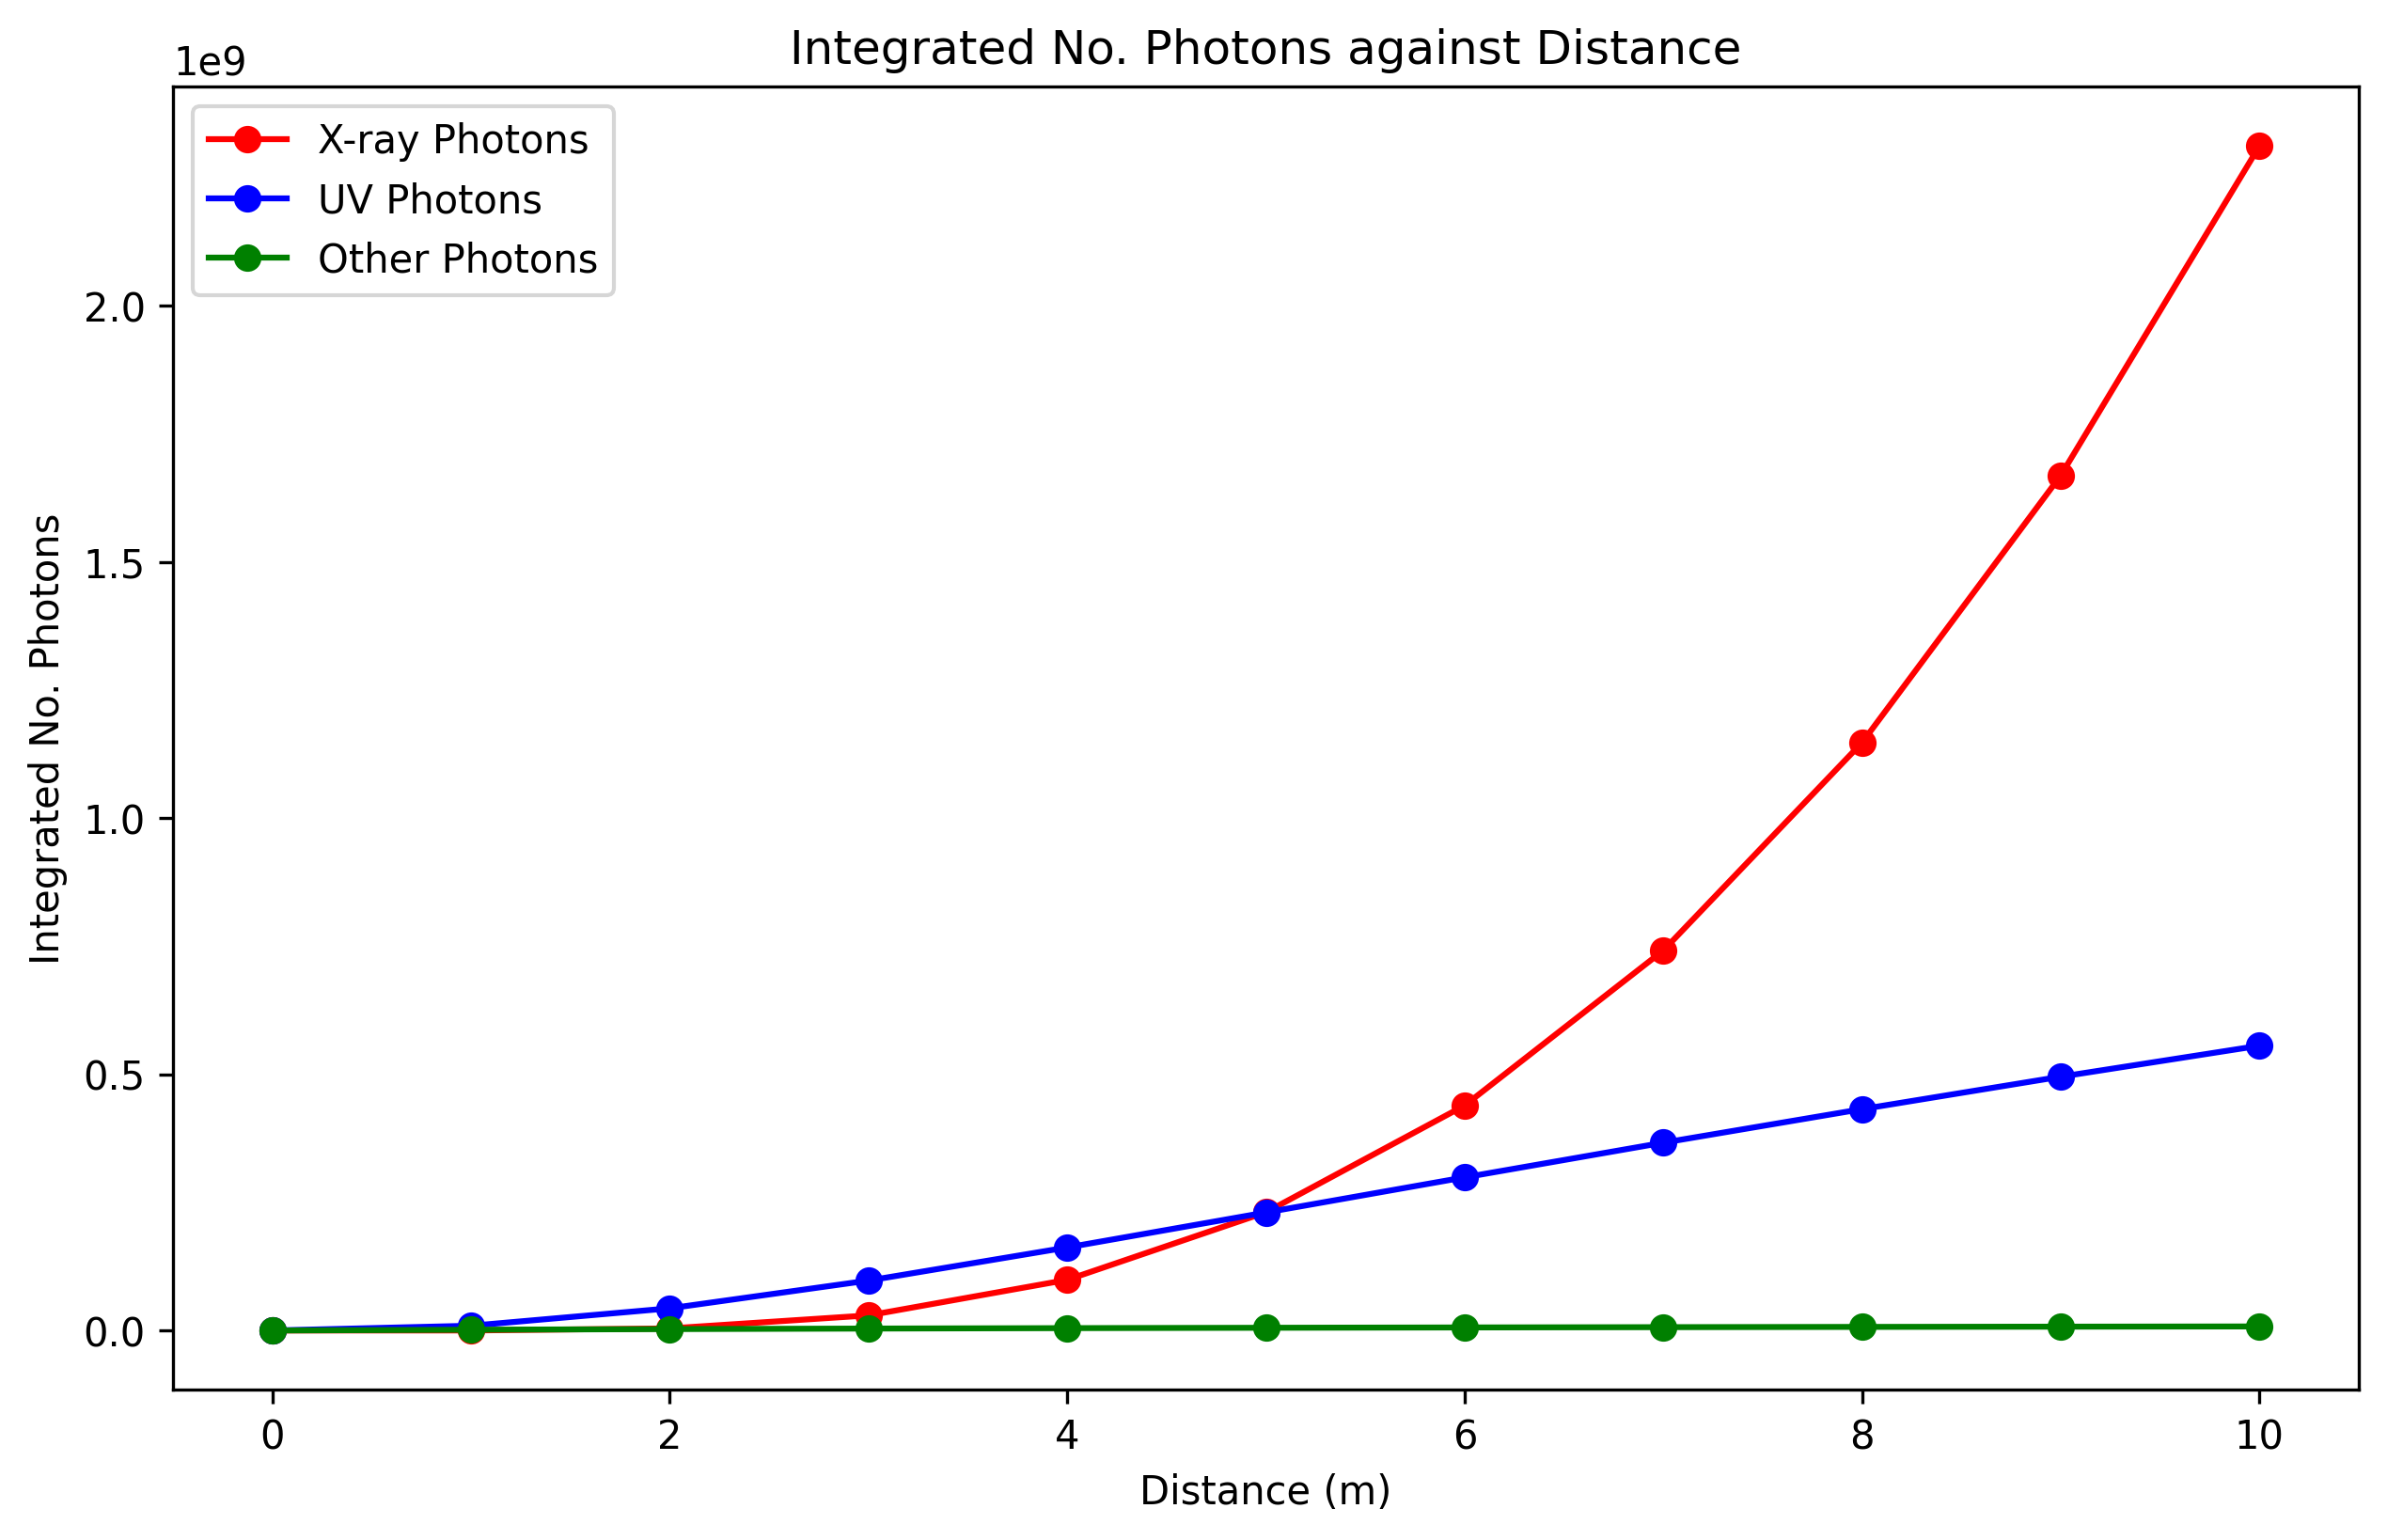 Integrated No. Photons against Distance
1e9
X-ray Photons
UV Photons
Other Photons
2.0
1.5
1.0
0.5
0.0
Integrated No. Photons
0 2 4 6 8 10
Distance (m)